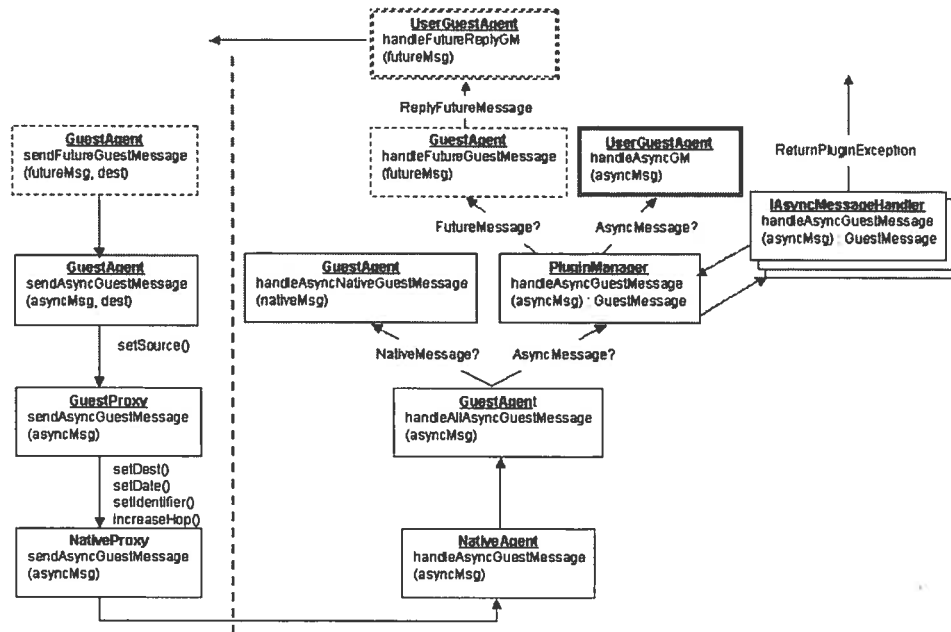 UserGuestAgent
handleFutureReplyGM
(futureMsg)
ReplyFutureMessage
GuestAgent
sendFutureGuestMessage
(futureMsg, dest)
GuestAgent
handleFutureGuestMessage
(futureMsg)
UserGuestAgent
handleAsyncGM
(asyncMsg)
ReturnPluginException
IAsyncMessageHandler
handleAsyncGuestMessage
(asyncMsg) : GuestMessage
FutureMessage?
AsyncMessage?
GuestAgent
sendAsyncGuestMessage
(asyncMsg, dest)
GuestAgent
handleAsyncNativeGuestMessage
(nativeMsg)
PluginManager
handleAsyncGuestMessage
(asyncMsg) : GuestMessage
setSource()
NativeMessage?
AsyncMessage?
GuestProxy
sendAsyncGuestMessage
(asyncMsg)
GuestAgent
handleAllAsyncGuestMessage
(asyncMsg)
setDest()
setDate()
setIdentifier()
increaseHop()
NativeProxy
sendAsyncGuestMessage
(asyncMsg)
NativeAgent
handleAsyncGuestMessage
(asyncMsg)